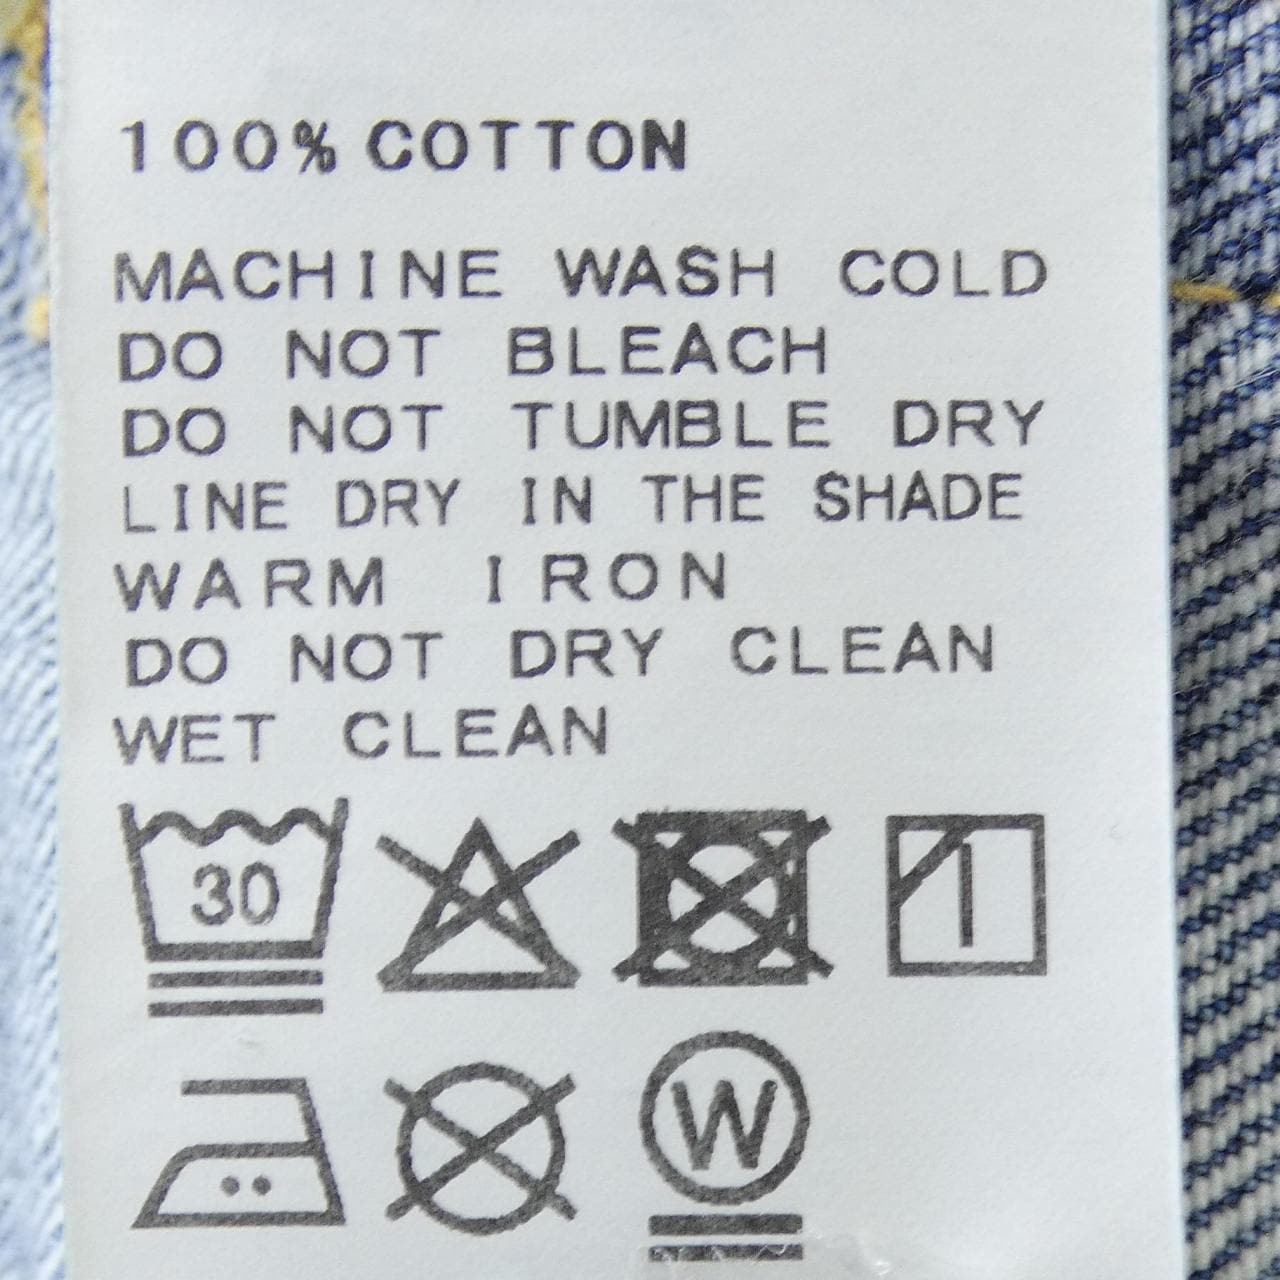 100% COTTON
MACHINE WASH COLD
DO NOT BLEACH
DO NOT TUMBLE DRY
LINE DRY IN THE SHADE
WARM IRON
DO NOT DRY CLEAN
WET CLEAN
30
W